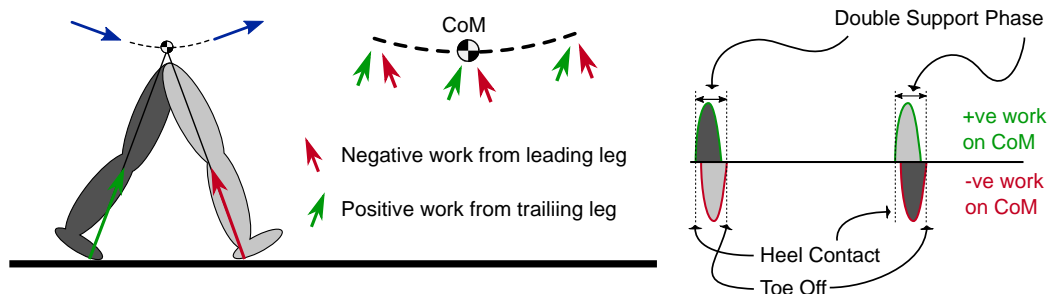 CoM
Negative work from leading leg
Positive work from trailiing leg
Double Support Phase
+ve work
on CoM
-ve work
on CoM
Heel Contact
Toe Off